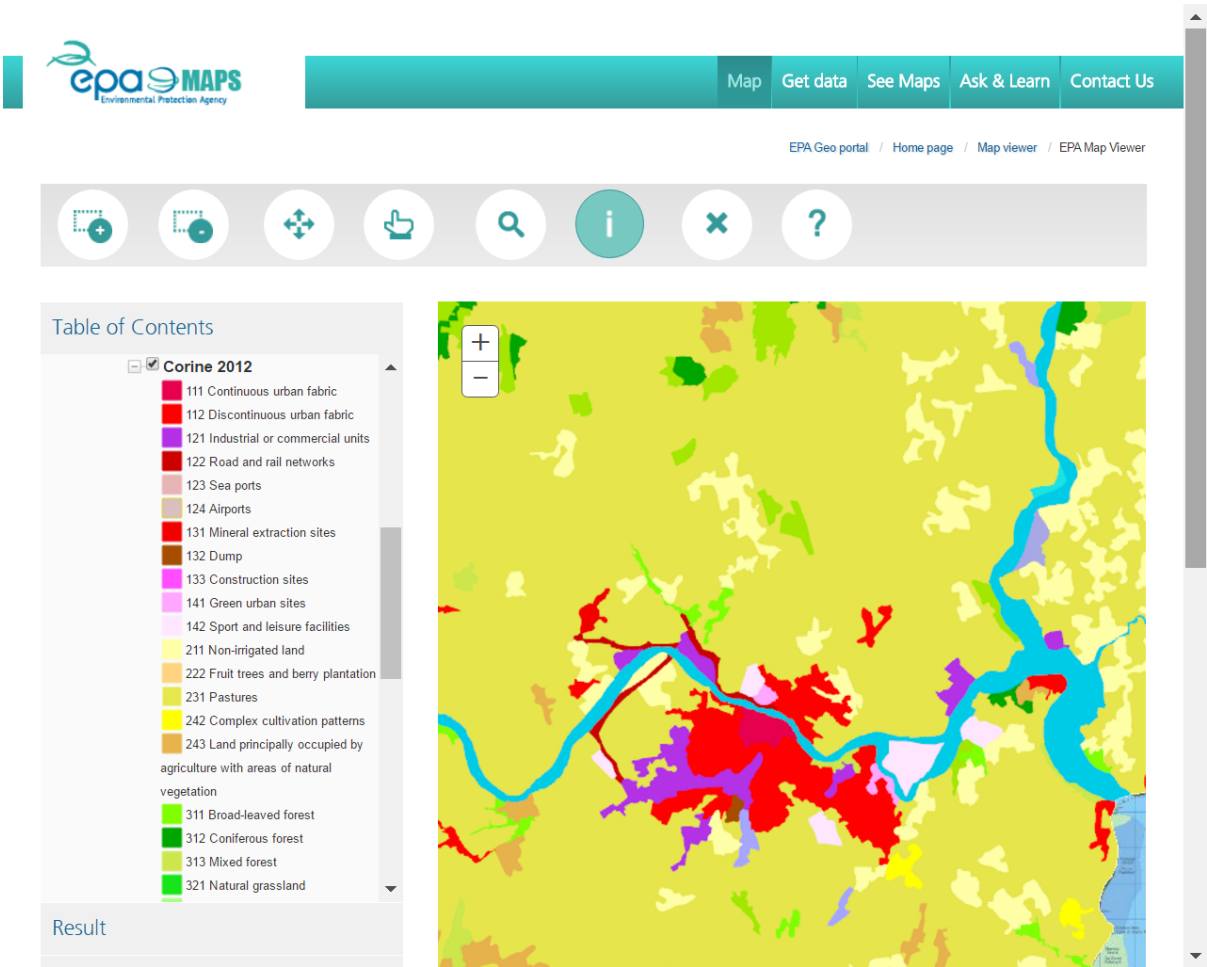 epa MAPS
Environmental Protection Agency
Map Get data See Maps Ask & Learn Contact Us
EPA Geo portal / Home page / Map viewer / EPA Map Viewer
+ - i ?
Table of Contents
+
−
Corine 2012
111 Continuous urban fabric
112 Discontinuous urban fabric
121 Industrial or commercial units
122 Road and rail networks
123 Sea ports
124 Airports
131 Mineral extraction sites
132 Dump
133 Construction sites
141 Green urban sites
142 Sport and leisure facilities
211 Non-irrigated land
222 Fruit trees and berry plantation
231 Pastures
242 Complex cultivation patterns
243 Land principally occupied by
agriculture with areas of natural
vegetation
311 Broad-leaved forest
312 Coniferous forest
313 Mixed forest
321 Natural grassland
Result